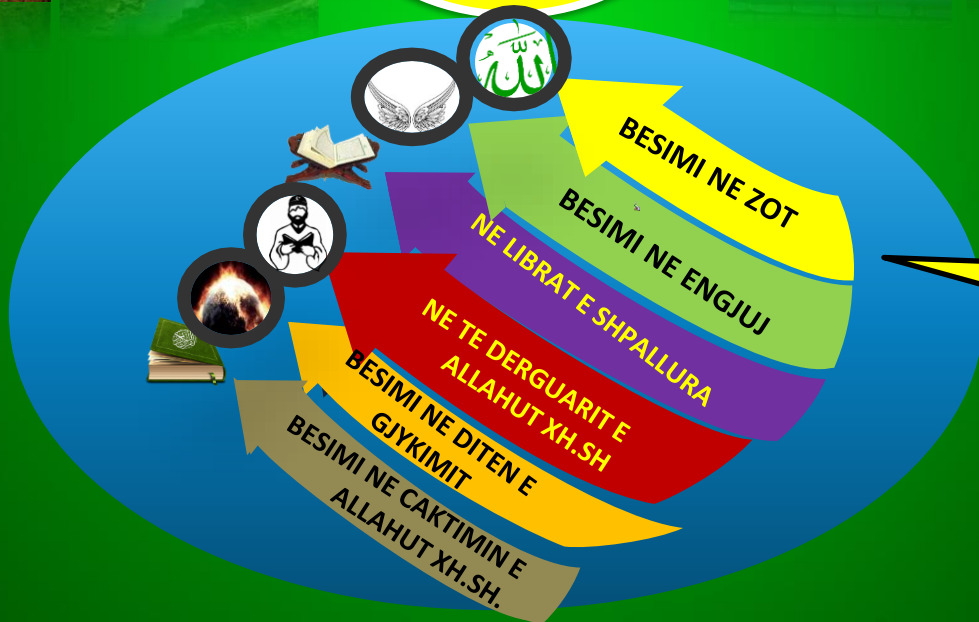 الله
BESIMI NE ZOT
BESIMI NE ENGJUJ
NE LIBRAT E SHPALLURA
NE TE DERGUARIT E
ALLAHUT XH.SH
BESIMI NE DITEN E
GJYKIMIT
BESIMI NE CAKTIMIN E
ALLAHUT XH.SH.